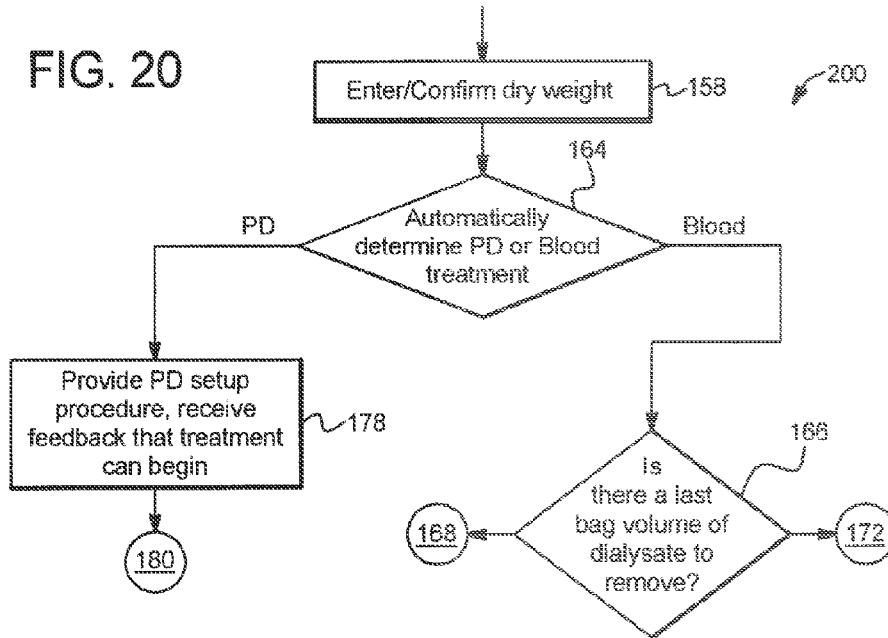 FIG. 20
Enter/Confirm dry weight
158
200
164
PD
Automatically
determine PD or Blood
treatment
Blood
Provide PD setup
procedure, receive
feedback that treatment
can begin
178
166
Is
there a last
bag volume of
dialysate to
remove?
168
172
180